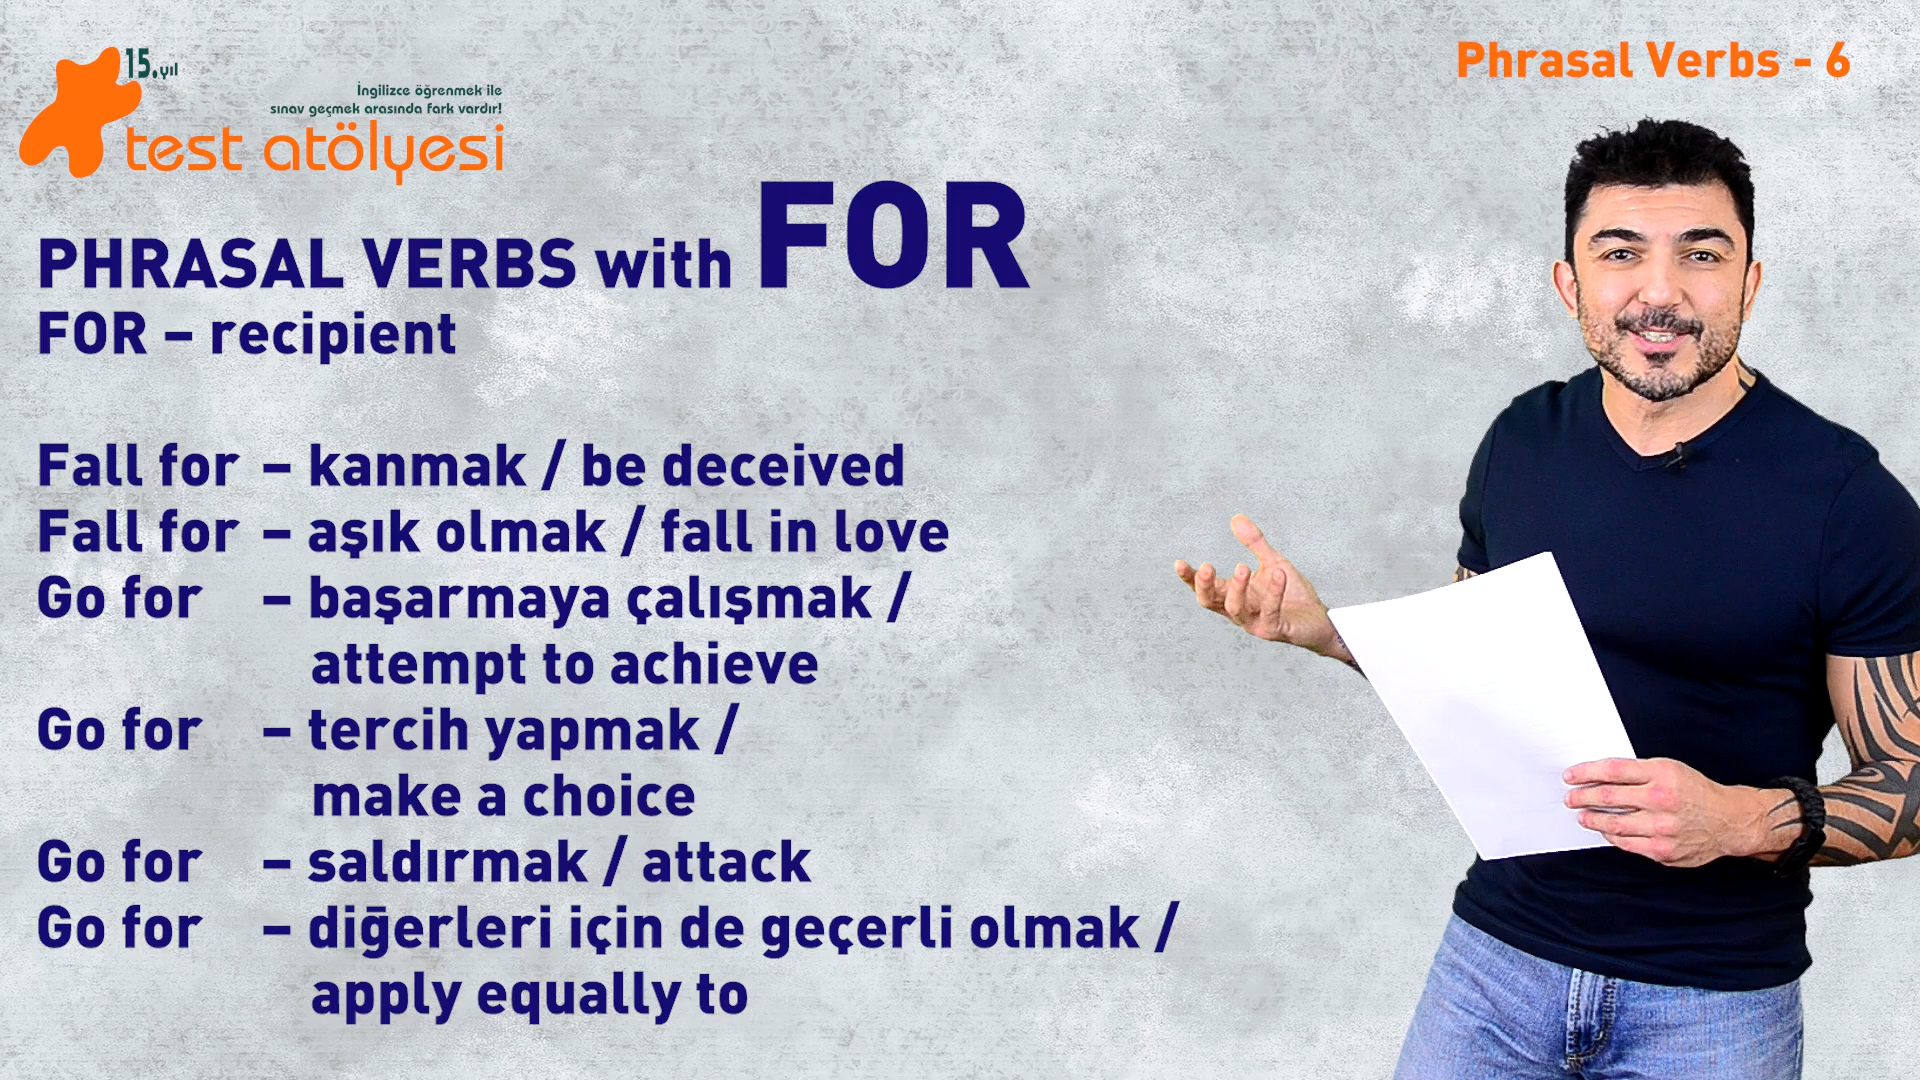 15.yıl
İngilizce öğrenmek ile
sınav geçmek arasında fark vardır!
test atölyesi
Phrasal Verbs - 6
PHRASAL VERBS with FOR
FOR – recipient
Fall for – kanmak / be deceived
Fall for – aşık olmak / fall in love
Go for – başarmaya çalışmak /
attempt to achieve
Go for – tercih yapmak /
make a choice
Go for – saldırmak / attack
Go for – diğerleri için de geçerli olmak /
apply equally to